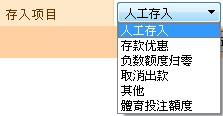 存入项目 人工存入
人工存入
存款优惠
负数额度归零
取消出款
其他
體育投注額度